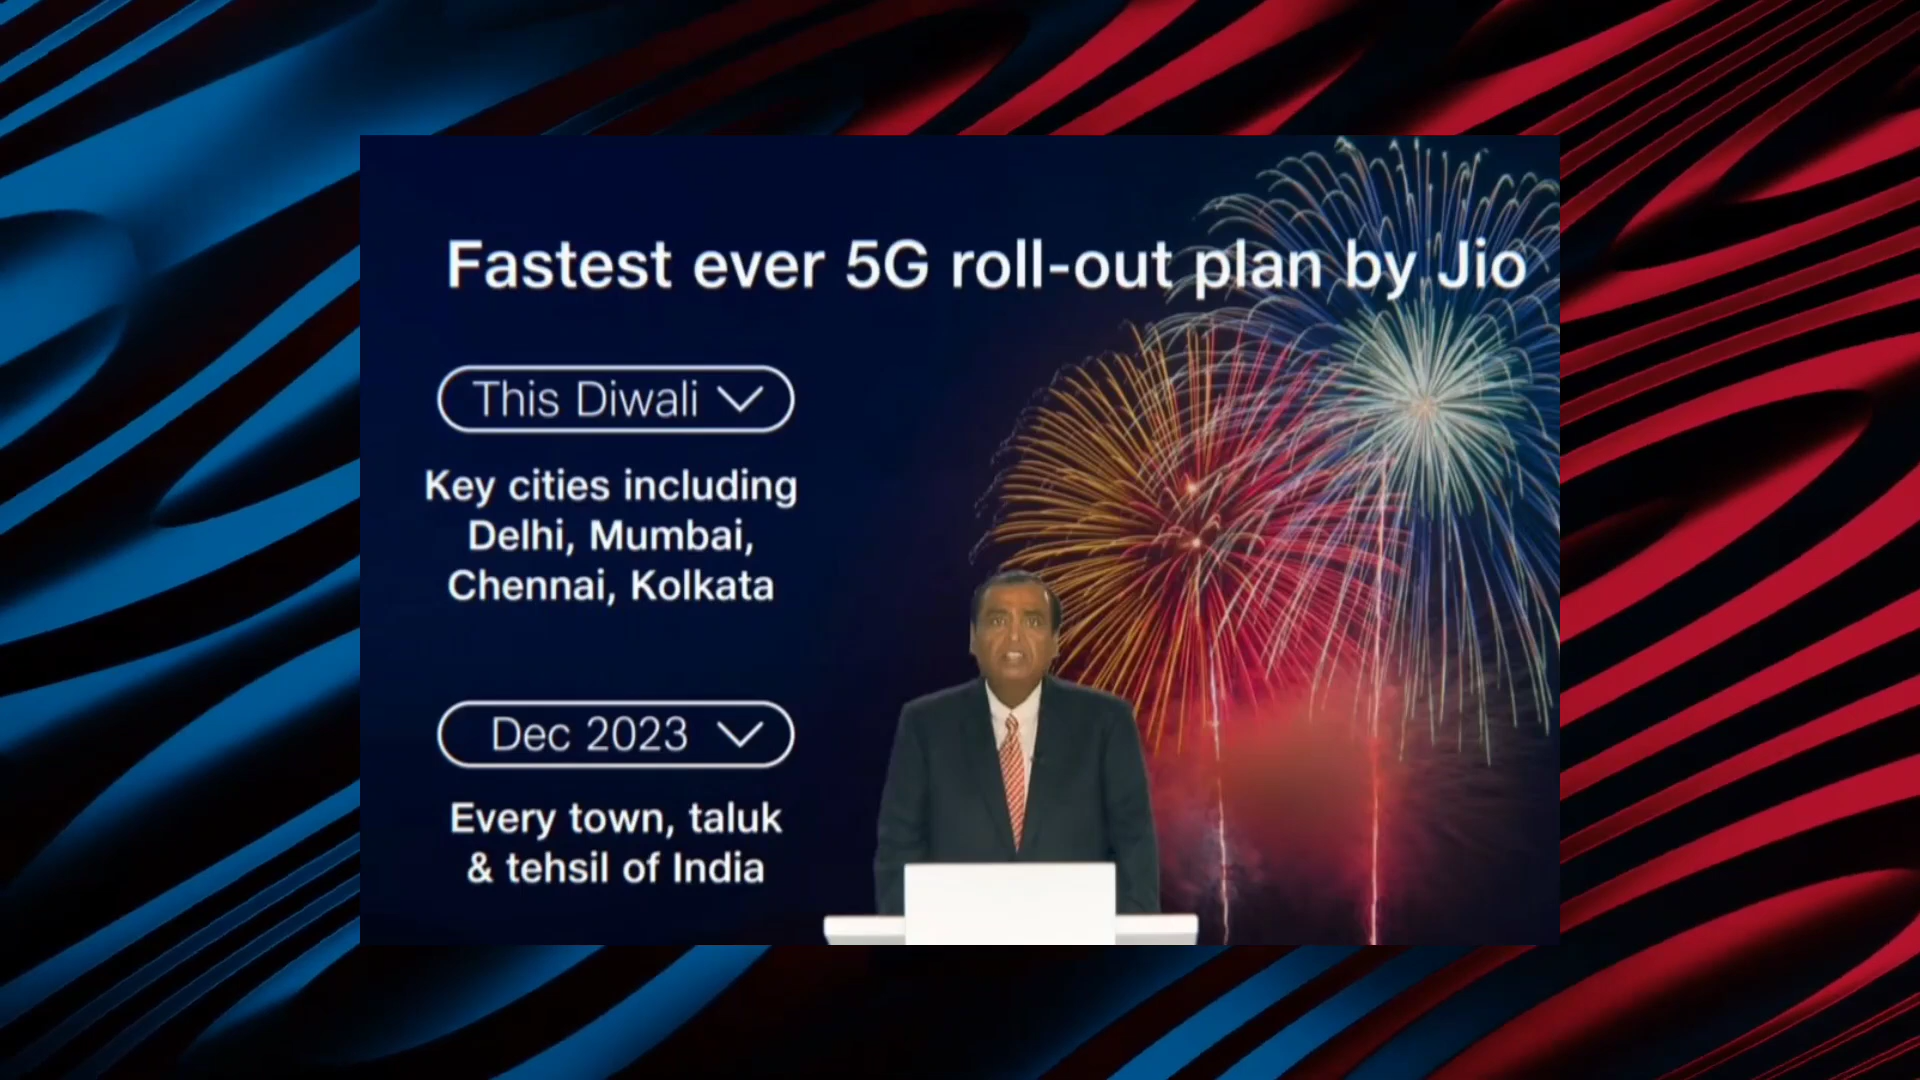 Fastest ever 5G roll-out plan by Jio
This Diwali
Key cities including
Delhi, Mumbai,
Chennai, Kolkata
Dec 2023
Every town, taluk
& tehsil of India